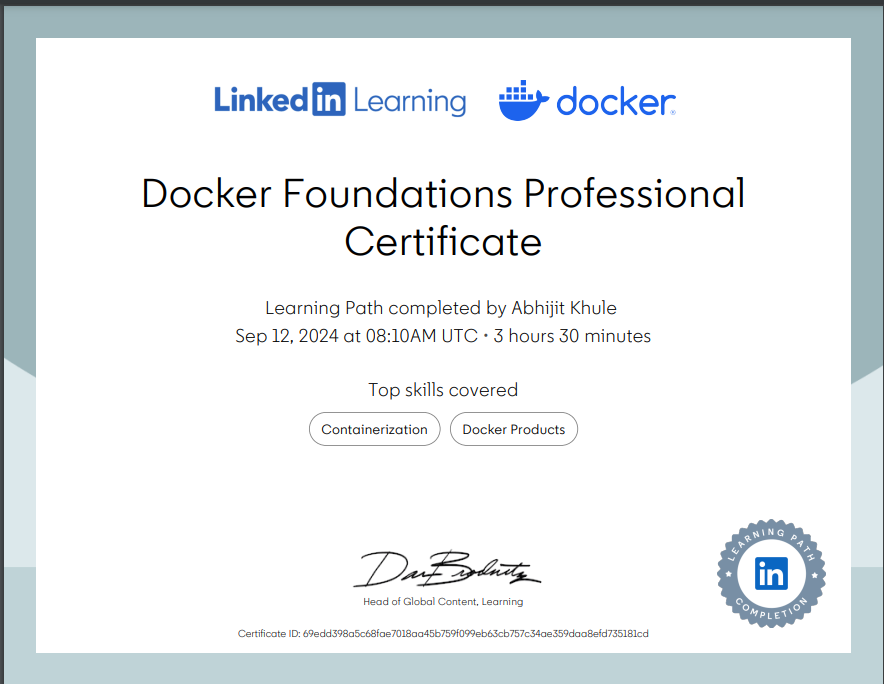 Linked in Learning docker
Docker Foundations Professional
Certificate
Learning Path completed by Abhijit Khule
Sep 12, 2024 at 08:10AM UTC • 3 hours 30 minutes
Top skills covered
Containerization Docker Products
Head of Global Content, Learning
LEARNING PATH
in
COMPLETION
Certificate ID: 69edd398a5c68fae7018aa45b759f099eb63cb757c34ae359daa8efd735181cd